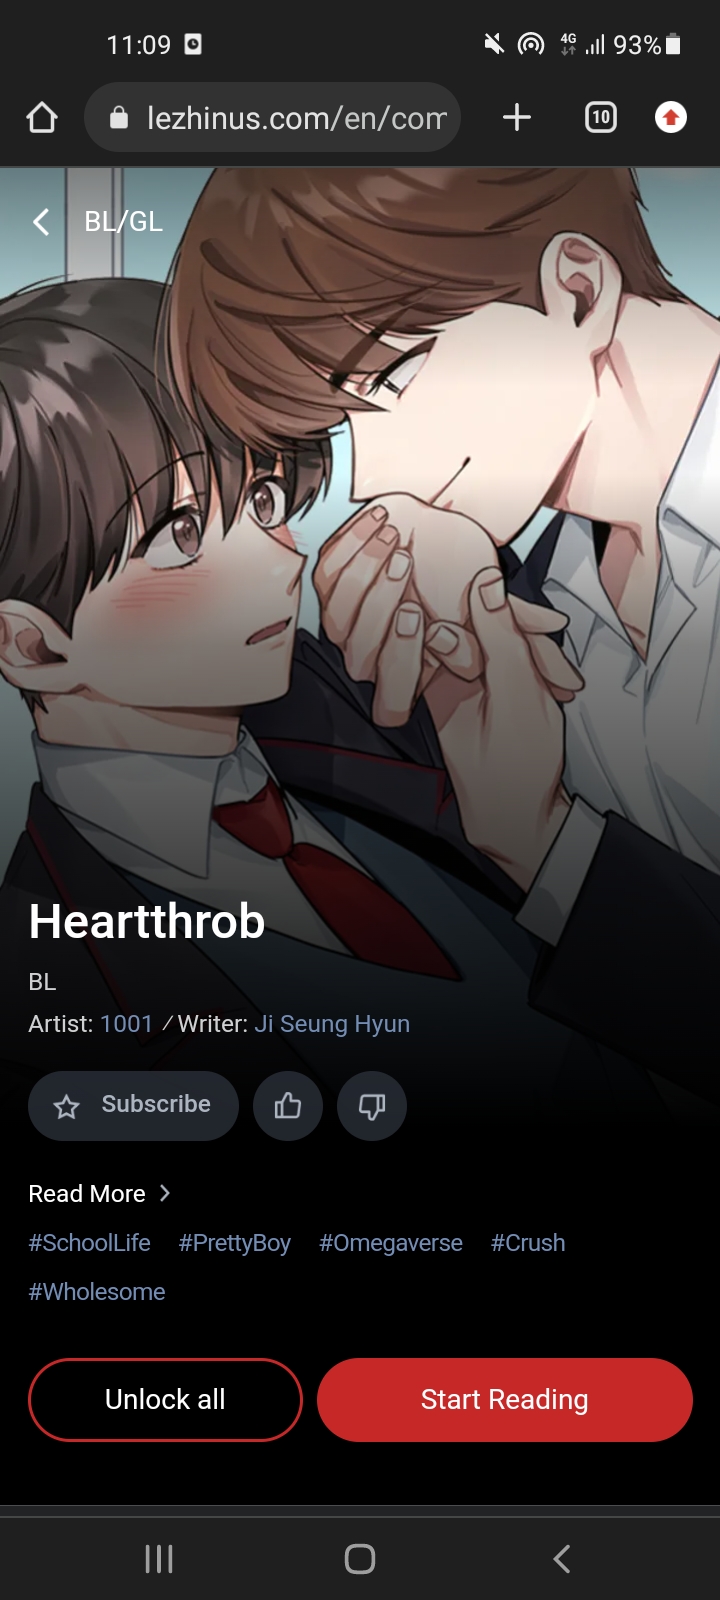 11:09 4G 93%
lezhinus.com/en/com 10
BL/GL
Heartthrob
BL
Artist: 1001 / Writer: Ji Seung Hyun
Subscribe
Read More
#SchoolLife #PrettyBoy #Omegaverse #Crush
#Wholesome
Unlock all Start Reading